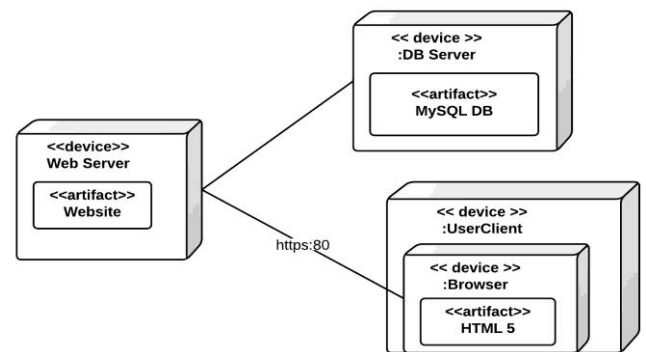 <<device>>
Web Server
<<artifact>>
Website
<< device >>
:DB Server
<<artifact>>
MySQL DB
https:80
<< device >>
:UserClient
<< device >>
:Browser
<<artifact>>
HTML 5